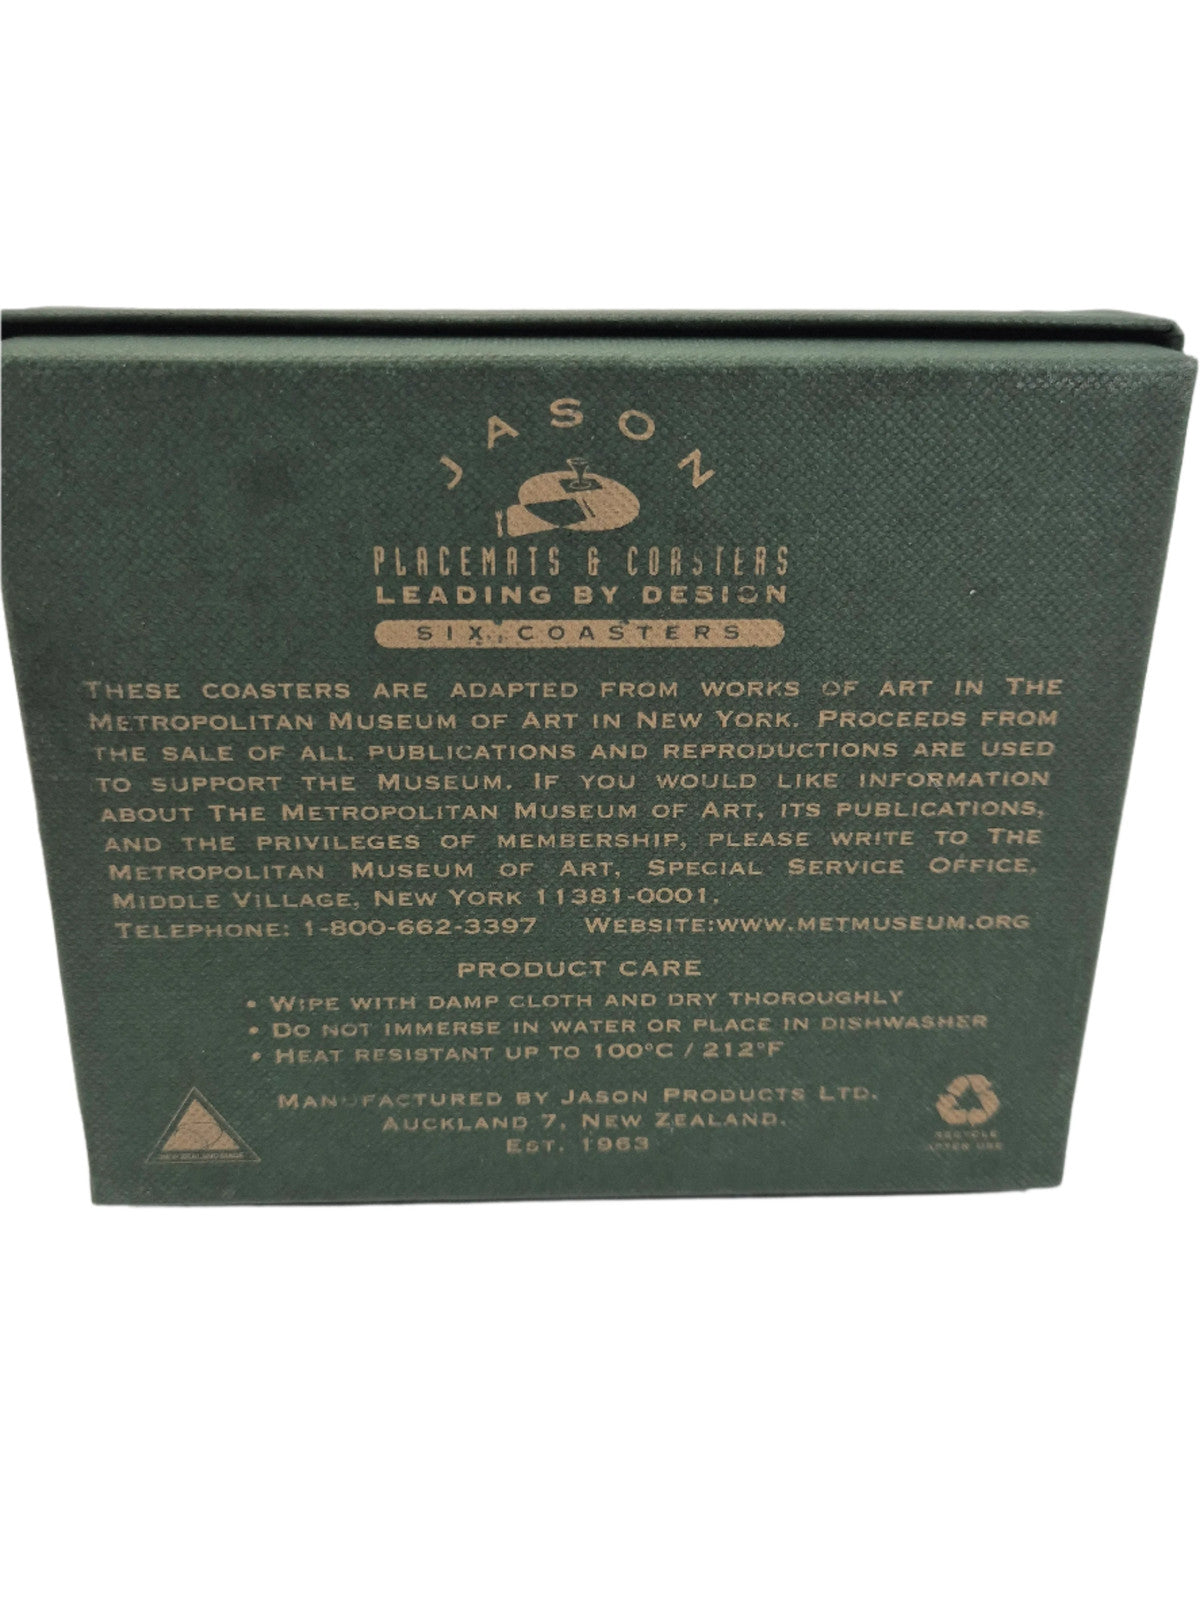 JASON
PLACEMATS & COASTERS
LEADING BY DESIGN
SIX COASTERS
THESE COASTERS ARE ADAPTED FROM WORKS OF ART IN THE
METROPOLITAN MUSEUM OF ART IN NEW YORK. PROCEEDS FROM
THE SALE OF ALL PUBLICATIONS AND REPRODUCTIONS ARE USED
TO SUPPORT THE MUSEUM. IF YOU WOULD LIKE INFORMATION
ABOUT THE METROPOLITAN MUSEUM OF ART, ITS PUBLICATIONS,
AND THE PRIVILEGES OF MEMBERSHIP, PLEASE WRITE TO THE
METROPOLITAN MUSEUM OF ART, SPECIAL SERVICE OFFICE,
MIDDLE VILLAGE, NEW YORK 11381-0001.
TELEPHONE: 1-800-662-3397 WEBSITE:WWW.METMUSEUM.ORG
PRODUCT CARE
• WIPE WITH DAMP CLOTH AND DRY THOROUGHLY
• DO NOT IMMERSE IN WATER OR PLACE IN DISHWASHER
• HEAT RESISTANT UP TO 100°C / 212°F
MANUFACTURED BY JASON PRODUCTS LTD.
AUCKLAND 7, NEW ZEALAND.
EST. 1963
NEW ZEALAND MADE
RECYCLE
AFTER USE